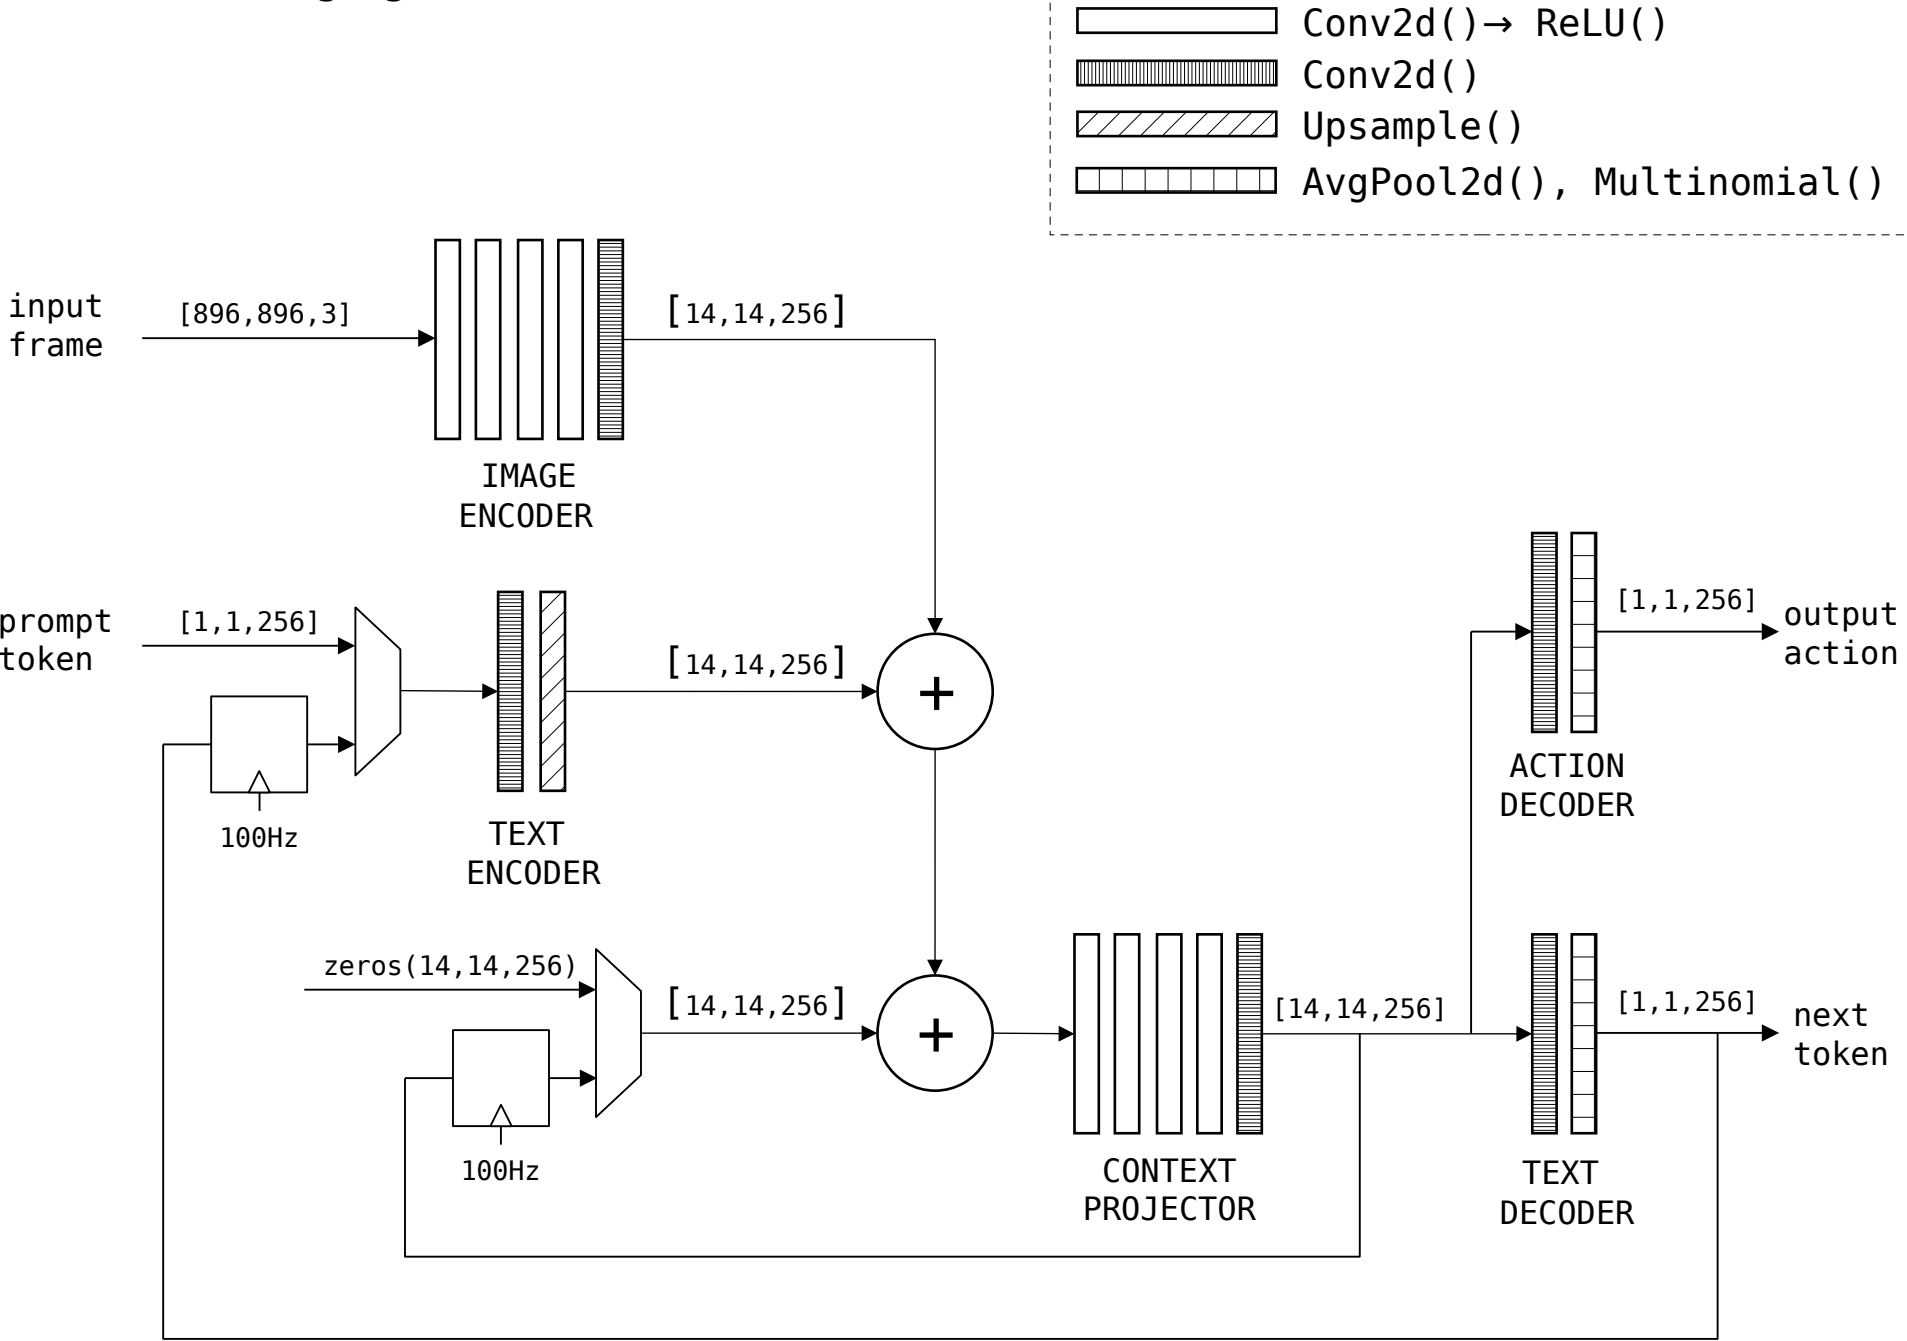 Conv2d()→ ReLU()
Conv2d()
Upsample()
AvgPool2d(), Multinomial()
input
frame
[896,896,3]
[14,14,256]
IMAGE
ENCODER
prompt
token
[1,1,256]
[14,14,256]
+
100Hz
TEXT
ENCODER
[1,1,256]
output
action
ACTION
DECODER
zeros(14,14,256)
[14,14,256]
+
100Hz
[14,14,256]
CONTEXT
PROJECTOR
[1,1,256]
next
token
TEXT
DECODER